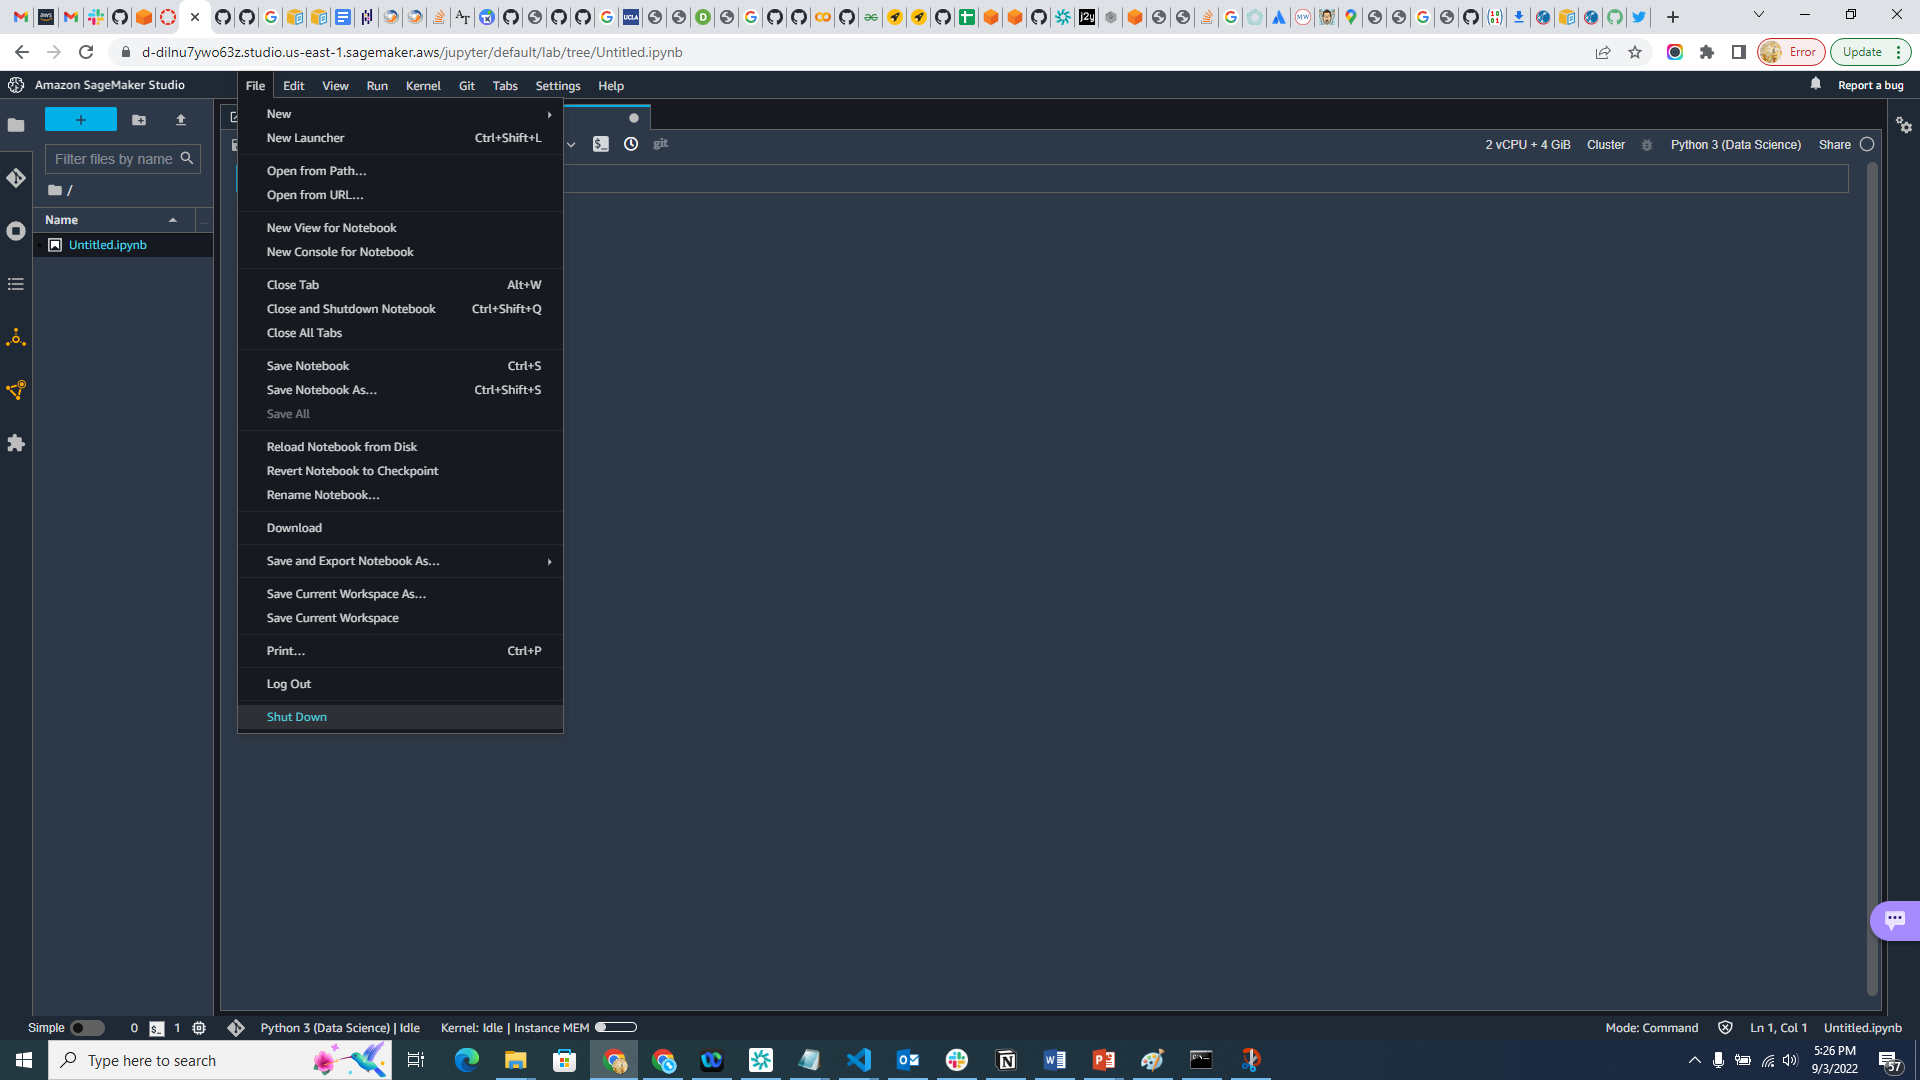 d-dilnu7ywo63z.studio.us-east-1.sagemaker.aws/jupyter/default/lab/tree/Untitled.ipynb
Error
Update
Amazon SageMaker Studio
File Edit View Run Kernel Git Tabs Settings Help
Report a bug
New
New Launcher Ctrl+Shift+L
Open from Path...
Open from URL...
New View for Notebook
New Console for Notebook
Close Tab Alt+W
Close and Shutdown Notebook Ctrl+Shift+Q
Close All Tabs
Save Notebook Ctrl+S
Save Notebook As... Ctrl+Shift+S
Save All
Reload Notebook from Disk
Revert Notebook to Checkpoint
Rename Notebook...
Download
Save and Export Notebook As...
Save Current Workspace As...
Save Current Workspace
Print... Ctrl+P
Log Out
Shut Down
Filter files by name
/
Name
Untitled.ipynb
git
2 vCPU + 4 GiB Cluster Python 3 (Data Science) Share
Simple 0 1 Python 3 (Data Science) | Idle Kernel: Idle | Instance MEM
Mode: Command Ln 1, Col 1 Untitled.ipynb
Type here to search
5:26 PM
9/3/2022
57